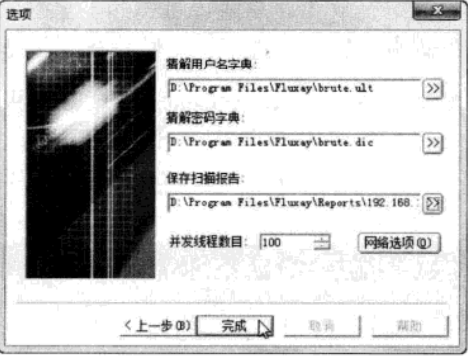 选项
猜解用户名字典:
D:\Program Files\Fluxay\brute.ult
猜解密码字典:
D:\Program Files\Fluxay\brute.dic
保存扫描报告:
D:\Program Files\Fluxay\Reports\192.168.
并发线程数目: 100 网络选项(Q)
<上一步(B) 完成 取消 帮助